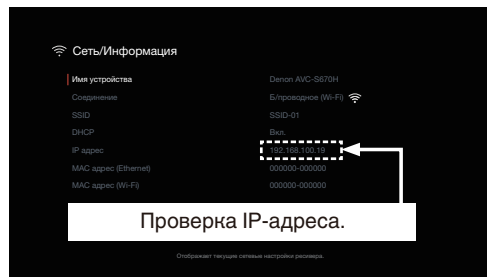 Сеть/Информация
Имя устройства Denon AVC-S670H
Соединение Б/проводное (Wi-Fi)
SSID SSID-01
DHCP Вкл.
IP адрес 192.168.100.19
MAC адрес (Ethernet) 000000-000000
MAC адрес (Wi-Fi) 000000-000000
Проверка IP-адреса.
Отображает текущие сетевые настройки ресивера.